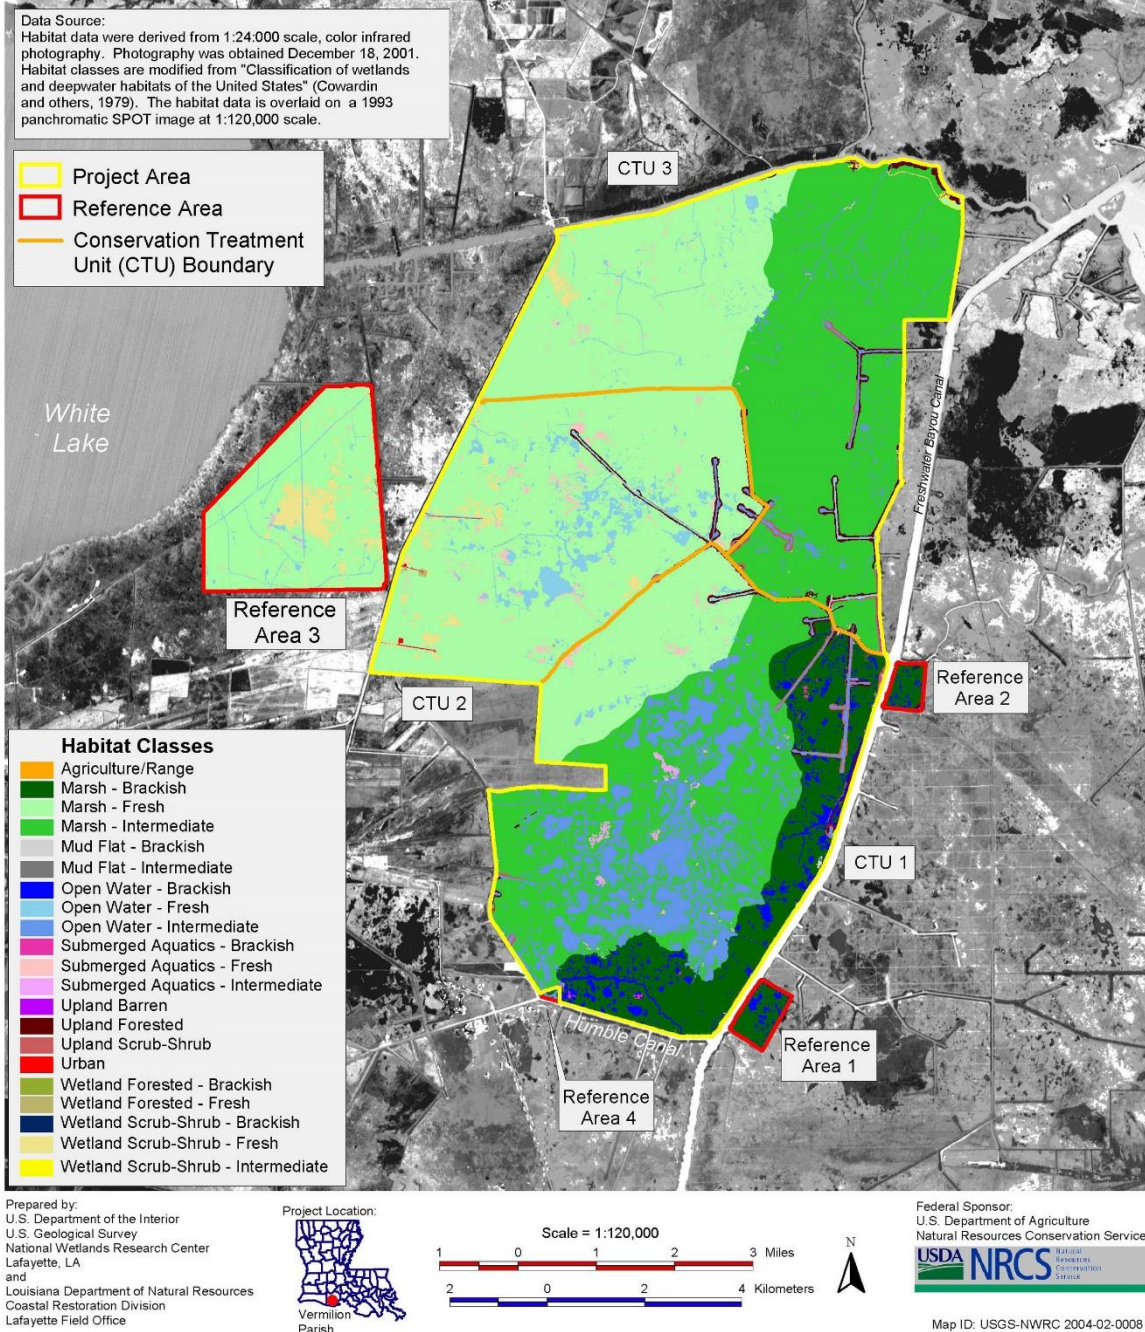 Data Source:
Habitat data were derived from 1:24:000 scale, color infrared
photography. Photography was obtained December 18, 2001.
Habitat classes are modified from "Classification of wetlands
and deepwater habitats of the United States" (Cowardin
and others, 1979). The habitat data is overlaid on a 1993
panchromatic SPOT image at 1:120,000 scale.
Project Area
Reference Area
Conservation Treatment
Unit (CTU) Boundary
CTU 3
White
Lake
Freshwater Bayou Canal
Reference
Area 3
Reference
Area 2
CTU 2
CTU 1
Habitat Classes
Agriculture/Range
Marsh - Brackish
Marsh - Fresh
Marsh - Intermediate
Mud Flat - Brackish
Mud Flat - Intermediate
Open Water - Brackish
Open Water - Fresh
Open Water - Intermediate
Submerged Aquatics - Brackish
Submerged Aquatics - Fresh
Submerged Aquatics - Intermediate
Upland Barren
Upland Forested
Upland Scrub-Shrub
Urban
Wetland Forested - Brackish
Wetland Forested - Fresh
Wetland Scrub-Shrub - Brackish
Wetland Scrub-Shrub - Fresh
Wetland Scrub-Shrub - Intermediate
Humble Canal
Reference
Area 1
Reference
Area 4
Prepared by:
U.S. Department of the Interior
U.S. Geological Survey
National Wetlands Research Center
Lafayette, LA
and
Louisiana Department of Natural Resources
Coastal Restoration Division
Lafayette Field Office
Project Location:
Vermilion
Parish
Scale = 1:120,000
1 0 1 2 3 Miles
2 0 2 4 Kilometers
N
Federal Sponsor:
U.S. Department of Agriculture
Natural Resources Conservation Service
USDA NRCS
Natural
Resources
Conservation
Service
Map ID: USGS-NWRC 2004-02-0008